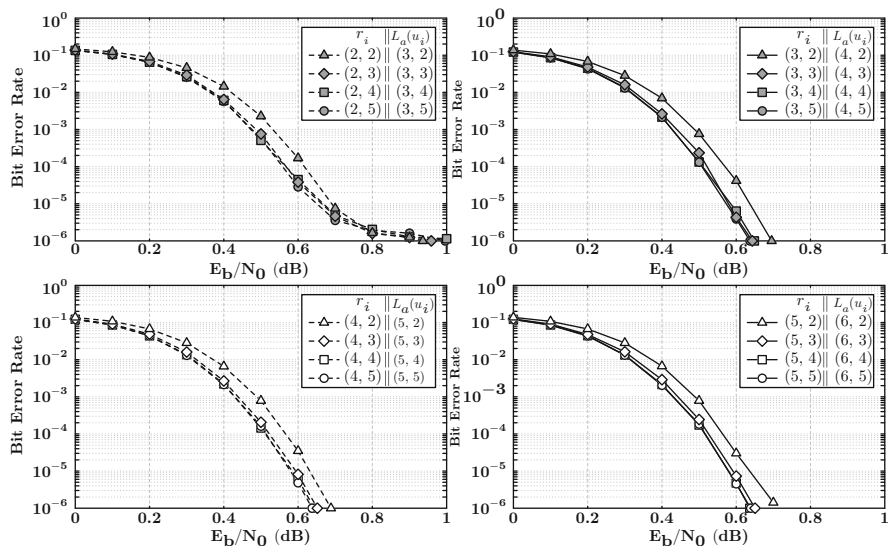 r_i || L_a(u_i)
(2, 2) || (3, 2)
(2, 3) || (3, 3)
(2, 4) || (3, 4)
(2, 5) || (3, 5)
10^0
10^-1
10^-2
10^-3
10^-4
10^-5
10^-6
Bit Error Rate
0 0.2 0.4 0.6 0.8 1
E_b/N_0 (dB)
r_i || L_a(u_i)
(3, 2) || (4, 2)
(3, 3) || (4, 3)
(3, 4) || (4, 4)
(3, 5) || (4, 5)
10^0
10^-1
10^-2
10^-3
10^-4
10^-5
10^-6
Bit Error Rate
0 0.2 0.4 0.6 0.8 1
E_b/N_0 (dB)
r_i || L_a(u_i)
(4, 2) || (5, 2)
(4, 3) || (5, 3)
(4, 4) || (5, 4)
(4, 5) || (5, 5)
10^0
10^-1
10^-2
10^-3
10^-4
10^-5
10^-6
Bit Error Rate
0 0.2 0.4 0.6 0.8 1
E_b/N_0 (dB)
r_i || L_a(u_i)
(5, 2) || (6, 2)
(5, 3) || (6, 3)
(5, 4) || (6, 4)
(5, 5) || (6, 5)
10^0
10^-1
10^-2
10^-3
10^-4
10^-5
10^-6
Bit Error Rate
0 0.2 0.4 0.6 0.8 1
E_b/N_0 (dB)